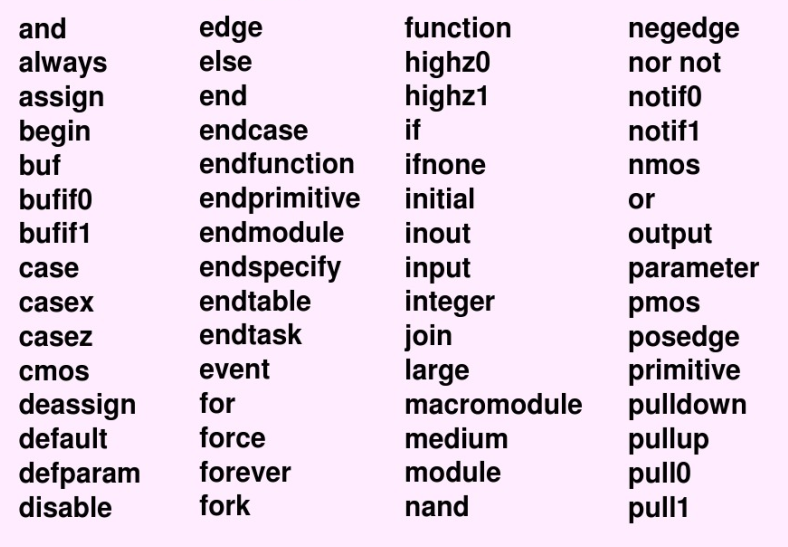 and
always
assign
begin
buf
bufif0
bufif1
case
casex
casez
cmos
deassign
default
defparam
disable
edge
else
end
endcase
endfunction
endprimitive
endmodule
endspecify
endtable
endtask
event
for
force
forever
fork
function
highz0
highz1
if
ifnone
initial
inout
input
integer
join
large
macromodule
medium
module
nand
negedge
nor not
notif0
notif1
nmos
or
output
parameter
pmos
posedge
primitive
pulldown
pullup
pull0
pull1